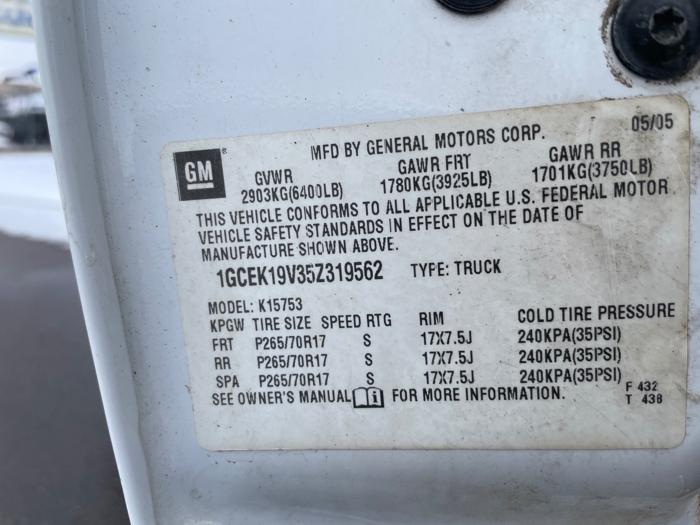 MFD BY GENERAL MOTORS CORP. 05/05
GM
GVWR GAWR FRT GAWR RR
2903KG(6400LB) 1780KG(3925LB) 1701KG(3750LB)
THIS VEHICLE CONFORMS TO ALL APPLICABLE U.S. FEDERAL MOTOR
VEHICLE SAFETY STANDARDS IN EFFECT ON THE DATE OF
MANUFACTURE SHOWN ABOVE.
1GCEK19V35Z319562 TYPE: TRUCK
MODEL: K15753
KPGW TIRE SIZE SPEED RTG RIM COLD TIRE PRESSURE
FRT P265/70R17 S 17X7.5J 240KPA(35PSI)
RR P265/70R17 S 17X7.5J 240KPA(35PSI)
SPA P265/70R17 S 17X7.5J 240KPA(35PSI)
SEE OWNER'S MANUAL FOR MORE INFORMATION.
F 432
T 438